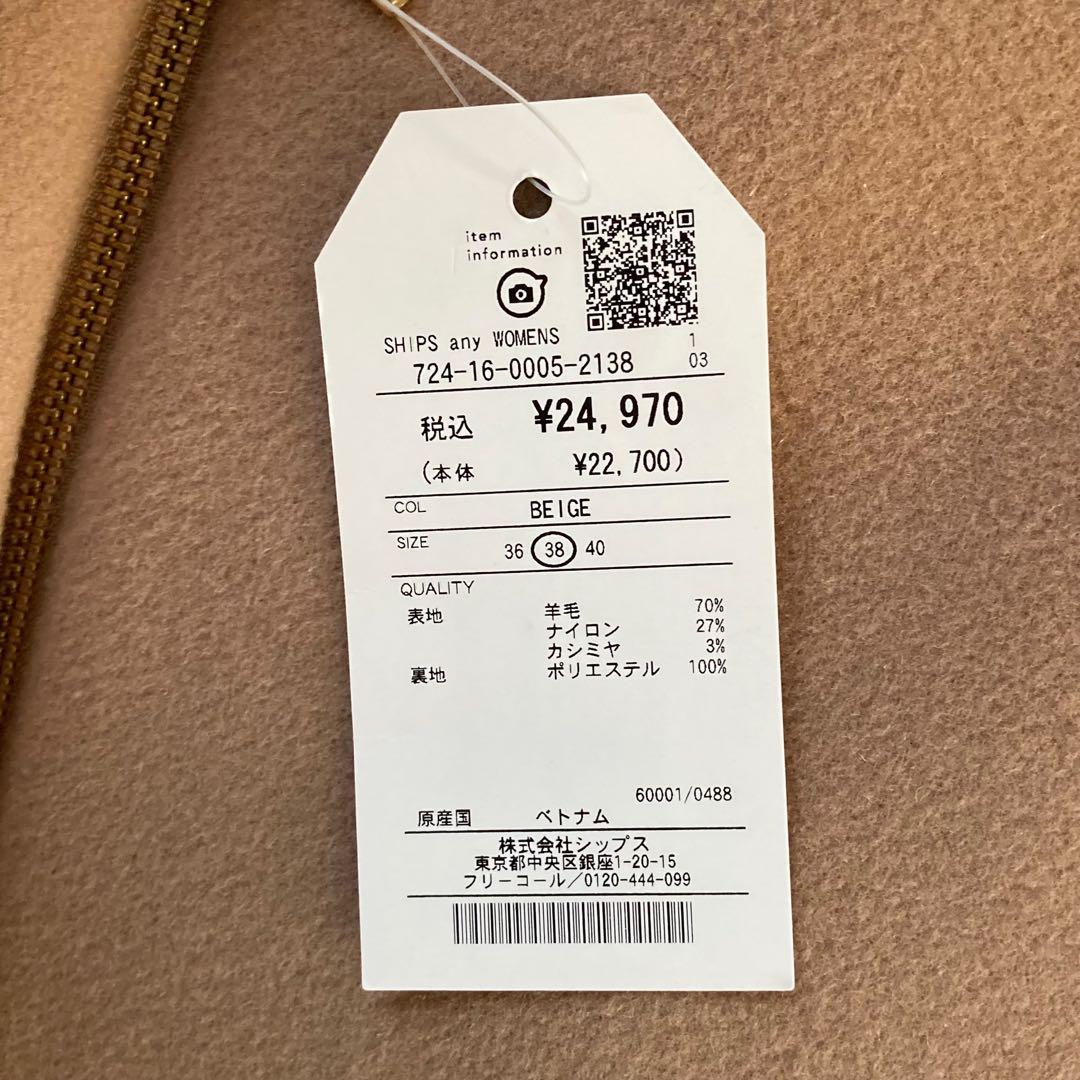 item
information
SHIPS any WOMENS
1
724-16-0005-2138 03
税込 ¥24,970
(本体 ¥22,700)
COL BEIGE
SIZE 36 38 40
QUALITY
表地 羊毛 70%
ナイロン 27%
カシミヤ 3%
裏地 ポリエステル 100%
60001/0488
原産国 ベトナム
株式会社シップス
東京都中央区銀座1-20-15
フリーコール／0120-444-099